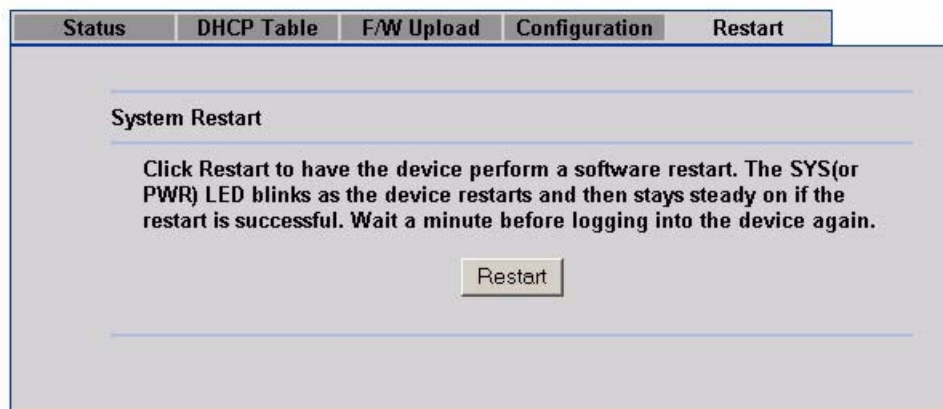 Status DHCP Table F/W Upload Configuration Restart
System Restart
Click Restart to have the device perform a software restart. The SYS(or
PWR) LED blinks as the device restarts and then stays steady on if the
restart is successful. Wait a minute before logging into the device again.
Restart